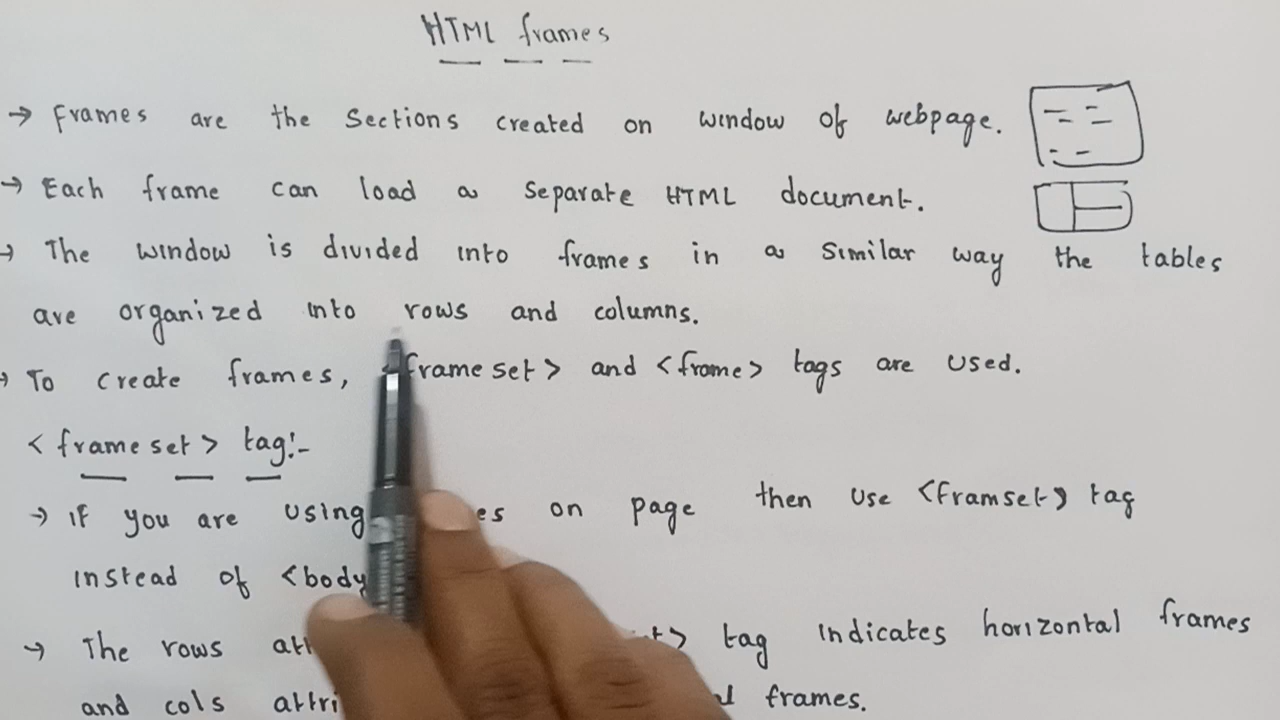 HTML frames
→ Frames are the Sections created on window of webpage.
→ Each frame can load a separate HTML document.
→ The window is divided into frames in a similar way the tables
are organized into rows and columns.
→ To create frames, <frameset> and <frame> tags are used.
<frameset> tag:-
→ If you are using es on page then use <framset> tag
instead of <body
→ The rows att t> tag indicates horizontal frames
and cols attri l frames.